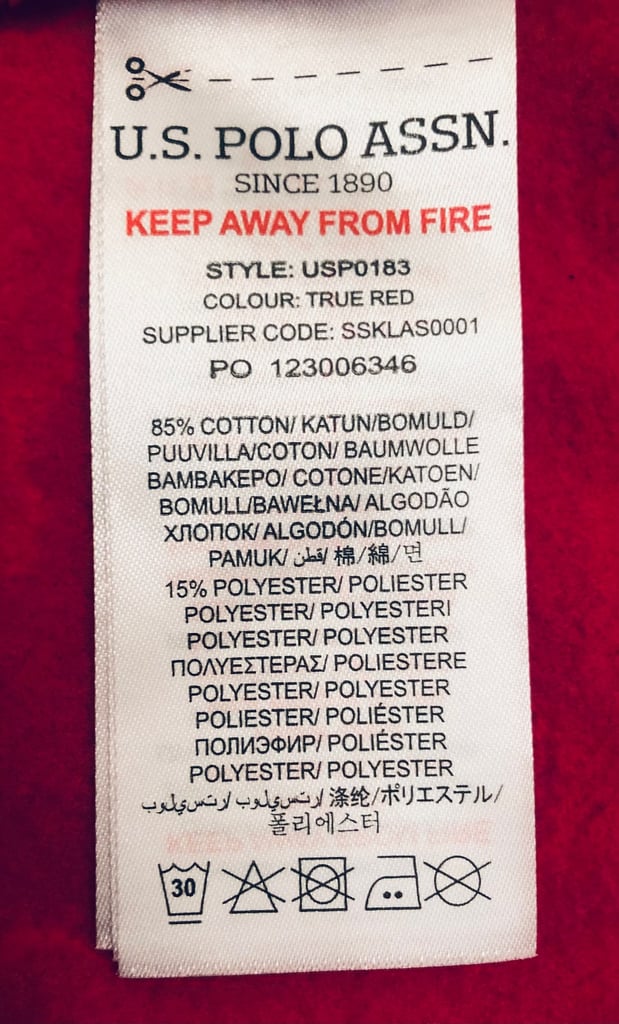 U.S. POLO ASSN.
SINCE 1890
KEEP AWAY FROM FIRE
STYLE: USP0183
COLOUR: TRUE RED
SUPPLIER CODE: SSKLAS0001
PO 123006346
85% COTTON/ KATUN/BOMULD/
PUUVILLA/COTON/ BAUMWOLLE
ΒΑΜΒΑΚΕΡΟ/ COTONE/KATOEN/
BOMULL/BAWEŁNA/ ALGODÃO
ХЛОПОК/ ALGODÓN/BOMULL/
PAMUK/ قطن/ 棉/綿/면
15% POLYESTER/ POLIESTER
POLYESTER/ POLYESTERI
POLYESTER/ POLYESTER
ΠΟΛΥΕΣΤΕΡΑΣ/ POLIESTERE
POLYESTER/ POLYESTER
POLIESTER/ POLIÉSTER
ПОЛИЭФИР/ POLIÉSTER
POLYESTER/ POLYESTER
بوليستر/ بوليستر/ 涤纶/ポリエステル/
폴리에스터
30